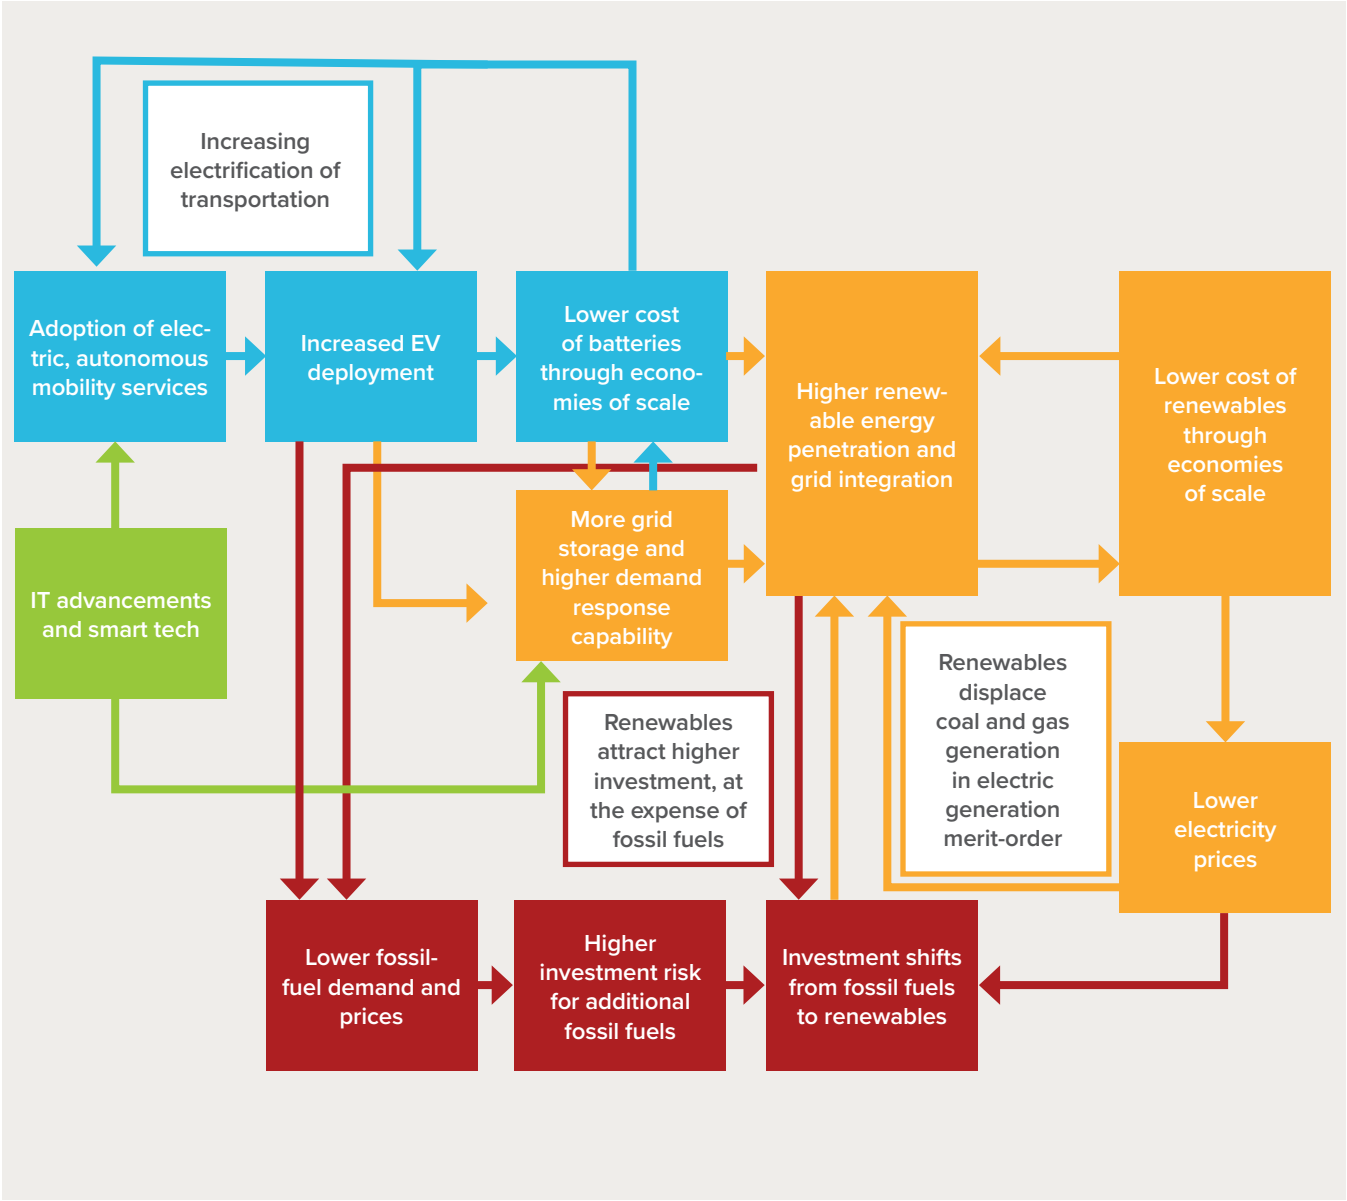 Increasing
electrification of
transportation
Adoption of elec-
tric, autonomous
mobility services
Increased EV
deployment
Lower cost
of batteries
through econo-
mies of scale
Higher renew-
able energy
penetration and
grid integration
Lower cost of
renewables
through
economies
of scale
IT advancements
and smart tech
More grid
storage and
higher demand
response
capability
Renewables
attract higher
investment, at
the expense of
fossil fuels
Renewables
displace
coal and gas
generation
in electric
generation
merit-order
Lower
electricity
prices
Lower fossil-
fuel demand and
prices
Higher
investment risk
for additional
fossil fuels
Investment shifts
from fossil fuels
to renewables